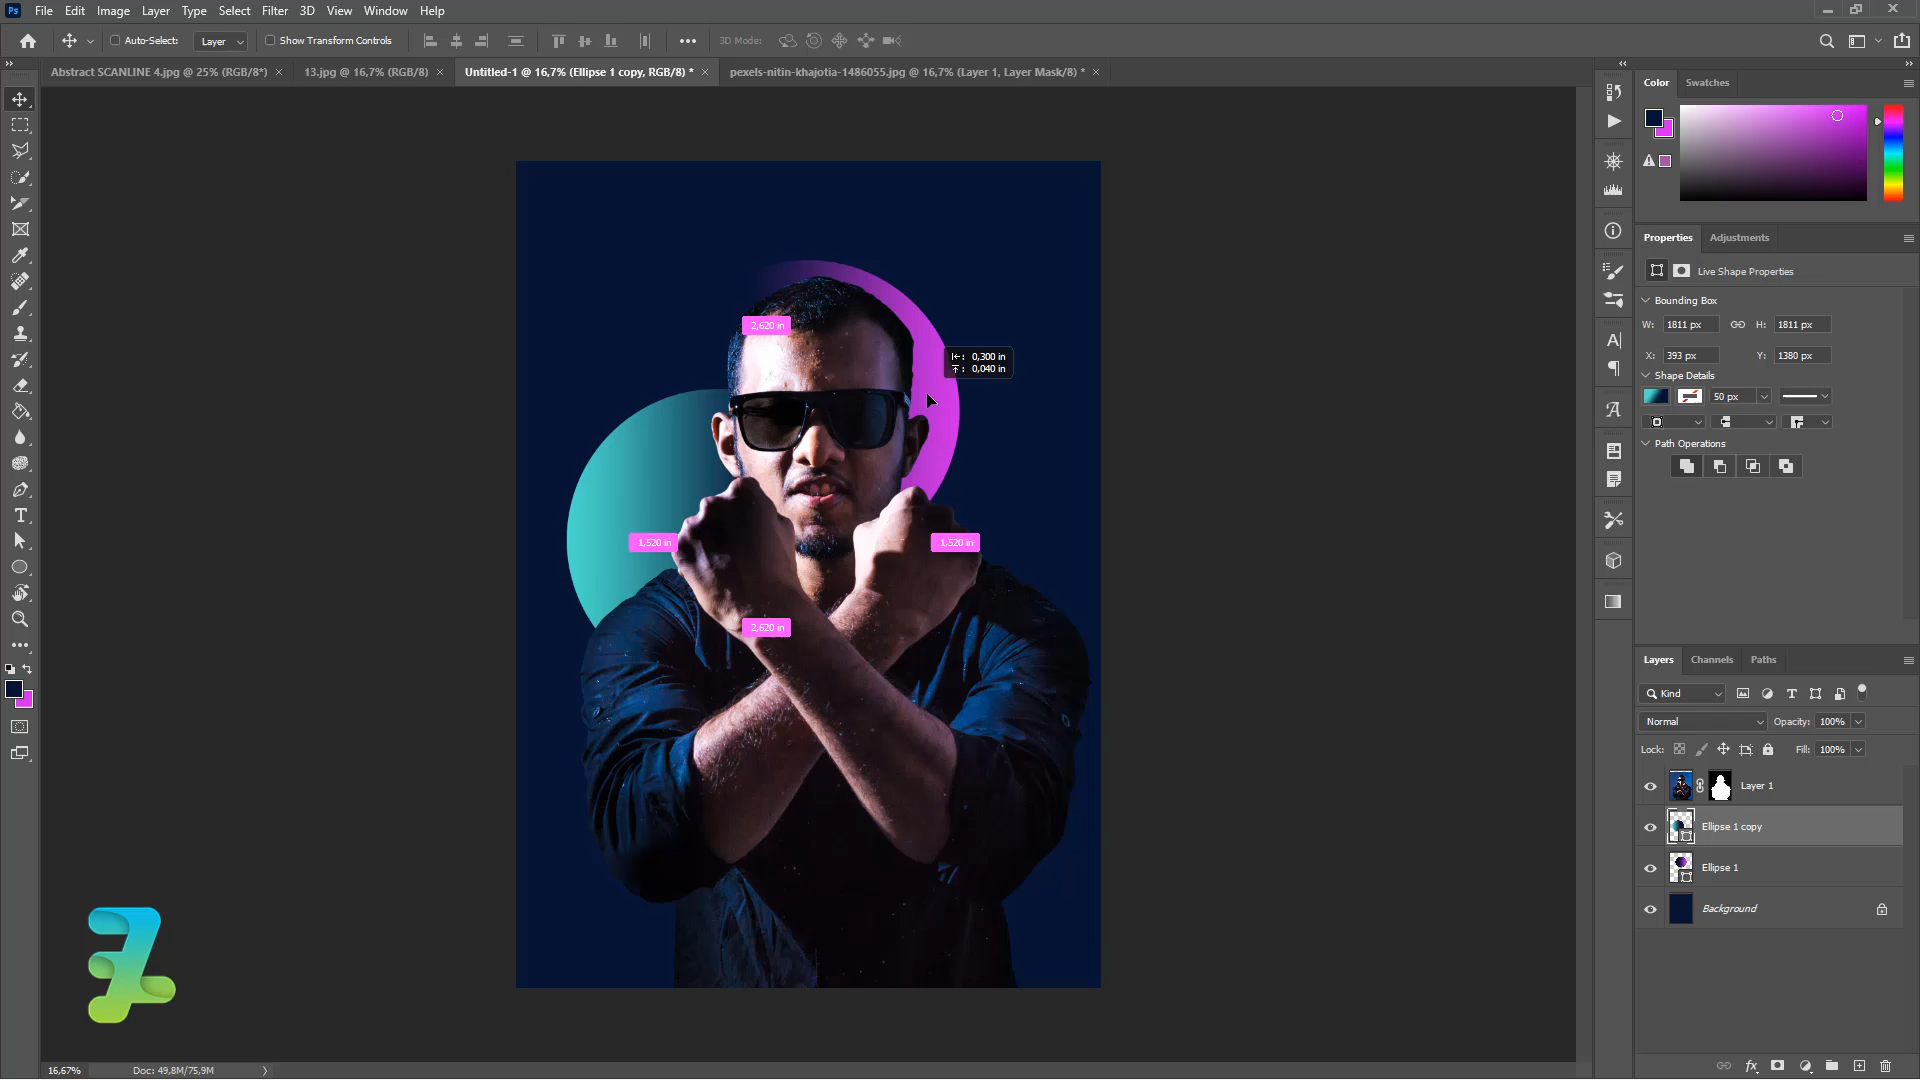 Ps File Edit Image Layer Type Select Filter 3D View Window Help
Auto-Select: Layer Show Transform Controls 3D Mode:
Abstract SCANLINE 4.jpg @ 25% (RGB/8*) × 13.jpg @ 16,7% (RGB/8) × Untitled-1 @ 16,7% (Ellipse 1 copy, RGB/8) * × pexels-nitin-khajotia-1486055.jpg @ 16,7% (Layer 1, Layer Mask/8) * ×
Color Swatches
Properties Adjustments
Live Shape Properties
Bounding Box
W: 1811 px H: 1811 px
X: 393 px Y: 1380 px
Shape Details
50 px
Path Operations
2,620 in
0,300 in
0,040 in
1,520 in 1,520 in
2,620 in
Layers Channels Paths
Kind
Normal Opacity: 100%
Lock: Fill: 100%
Layer 1
Ellipse 1 copy
Ellipse 1
Background
16,67% Doc: 49,8M/75,9M